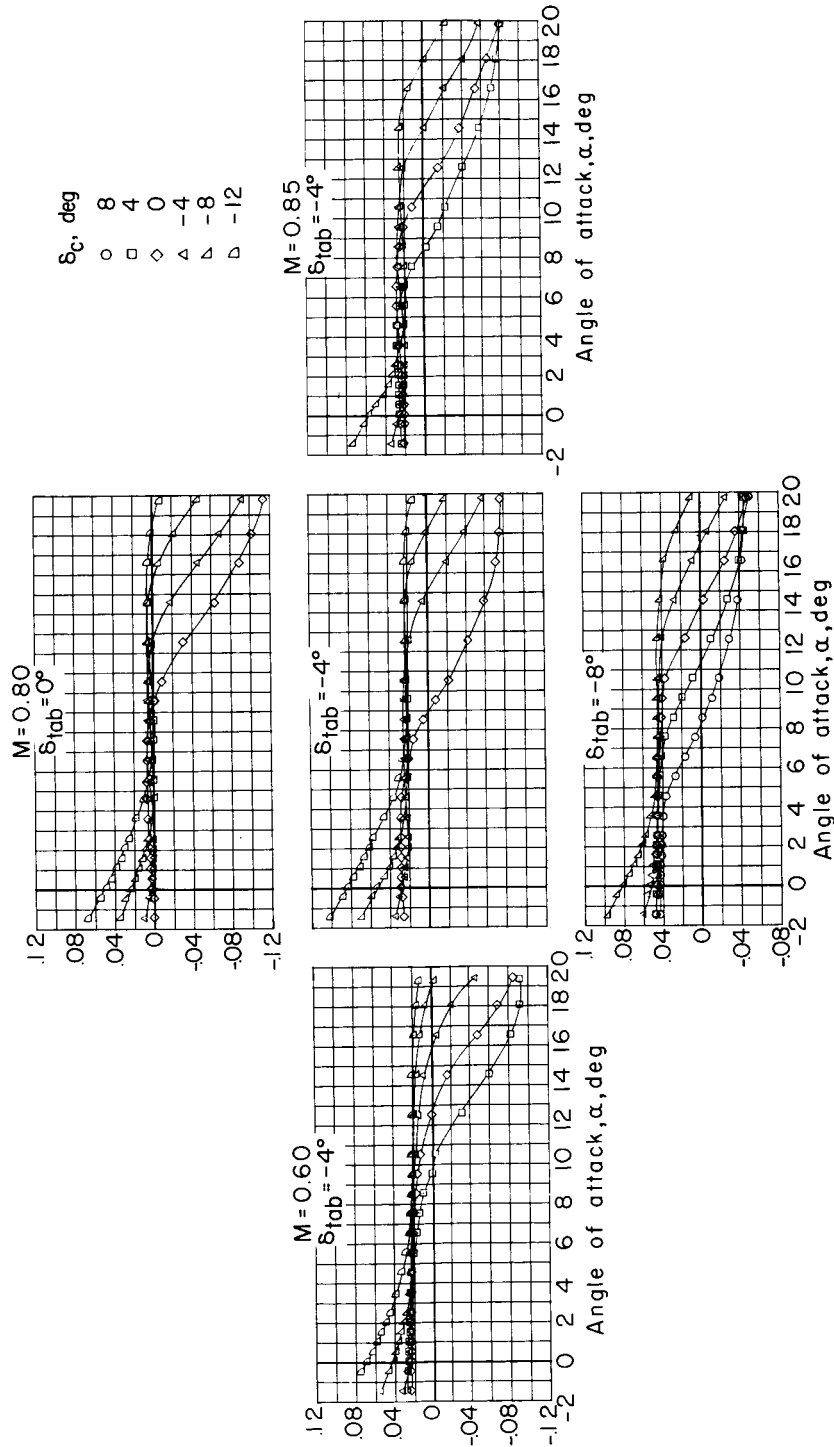 δc, deg
8
4
0
-4
-8
-12
M = 0.80
δtab = 0°
.12
.08
.04
0
-.04
-.08
-.12
M = 0.60
δtab = -4°
.12
.08
.04
0
-.04
-.08
-.12
-2 0 2 4 6 8 10 12 14 16 18 20
Angle of attack, α, deg
δtab = -4°
M = 0.85
δtab = -4°
-2 0 2 4 6 8 10 12 14 16 18 20
Angle of attack, α, deg
δtab = -8°
.12
.08
.04
0
-.04
-.08
-2 0 2 4 6 8 10 12 14 16 18 20
Angle of attack, α, deg